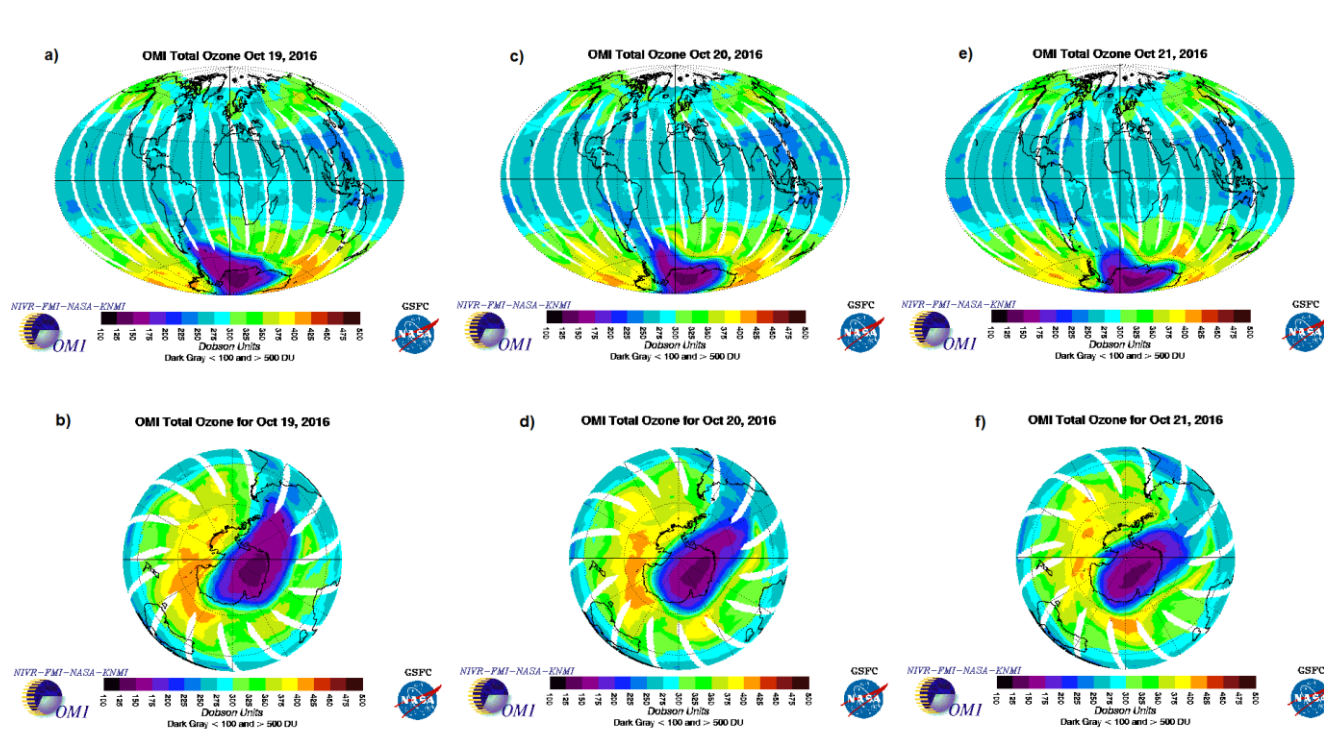 a)
OMI Total Ozone Oct 19, 2016
NIVR-FMI-NASA-KNMI
GSFC
OMI
100 125 150 175 200 225 250 275 300 325 350 375 400 425 450 475 500
Dobson Units
Dark Gray < 100 and > 500 DU
NASA
c)
OMI Total Ozone Oct 20, 2016
NIVR-FMI-NASA-KNMI
GSFC
OMI
100 125 150 175 200 225 250 275 300 325 350 375 400 425 450 475 500
Dobson Units
Dark Gray < 100 and > 500 DU
NASA
e)
OMI Total Ozone Oct 21, 2016
NIVR-FMI-NASA-KNMI
GSFC
OMI
100 125 150 175 200 225 250 275 300 325 350 375 400 425 450 475 500
Dobson Units
Dark Gray < 100 and > 500 DU
NASA
b)
OMI Total Ozone for Oct 19, 2016
NIVR-FMI-NASA-KNMI
GSFC
OMI
100 125 150 175 200 225 250 275 300 325 350 375 400 425 450 475 500
Dobson Units
Dark Gray < 100 and > 500 DU
NASA
d)
OMI Total Ozone for Oct 20, 2016
NIVR-FMI-NASA-KNMI
GSFC
OMI
100 125 150 175 200 225 250 275 300 325 350 375 400 425 450 475 500
Dobson Units
Dark Gray < 100 and > 500 DU
NASA
f)
OMI Total Ozone for Oct 21, 2016
NIVR-FMI-NASA-KNMI
GSFC
OMI
100 125 150 175 200 225 250 275 300 325 350 375 400 425 450 475 500
Dobson Units
Dark Gray < 100 and > 500 DU
NASA